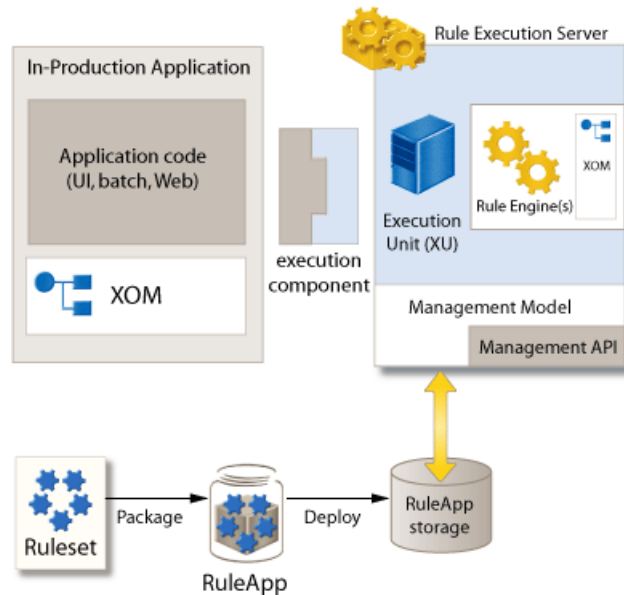 Rule Execution Server
In-Production Application
Application code
(UI, batch, Web)
XOM
execution
component
Execution
Unit (XU)
Rule Engine(s)
XOM
Management Model
Management API
Ruleset
Package
RuleApp
Deploy
RuleApp
storage